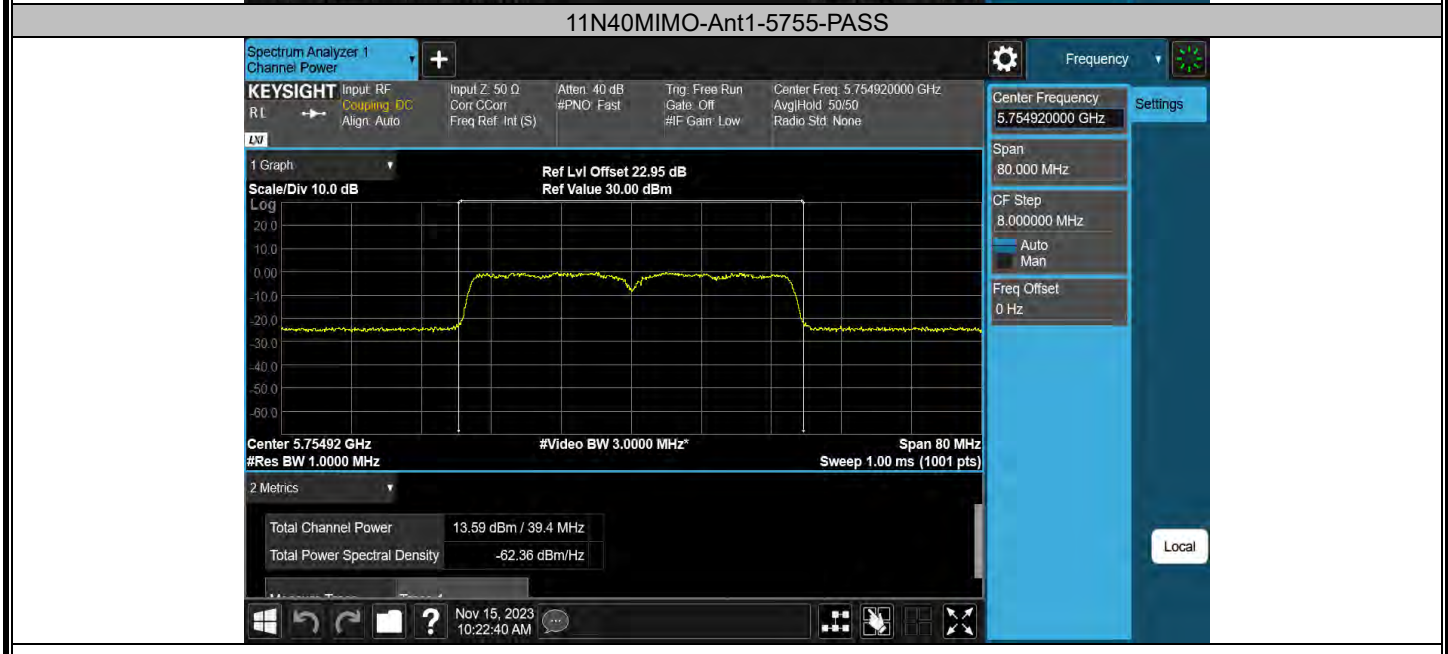 11N40MIMO-Ant1-5755-PASS
Spectrum Analyzer 1
Channel Power
+
Frequency
KEYSIGHT
RL
LXI
Input: RF
Coupling: DC
Align: Auto
Input Z: 50 Ω
Corr CCorr
Freq Ref: Int (S)
Atten: 40 dB
#PNO: Fast
Trig: Free Run
Gate: Off
#IF Gain: Low
Center Freq: 5.754920000 GHz
Avg|Hold: 50/50
Radio Std: None
Center Frequency
5.754920000 GHz
Settings
Span
80.000 MHz
CF Step
8.000000 MHz
Auto
Man
Freq Offset
0 Hz
1 Graph
Scale/Div 10.0 dB
Ref Lvl Offset 22.95 dB
Ref Value 30.00 dBm
Log
20.0
10.0
0.00
-10.0
-20.0
-30.0
-40.0
-50.0
-60.0
Center 5.75492 GHz
#Video BW 3.0000 MHz*
Span 80 MHz
#Res BW 1.0000 MHz
Sweep 1.00 ms (1001 pts)
2 Metrics
Total Channel Power
13.59 dBm / 39.4 MHz
Total Power Spectral Density
-62.36 dBm/Hz
Local
?
Nov 15, 2023
10:22:40 AM